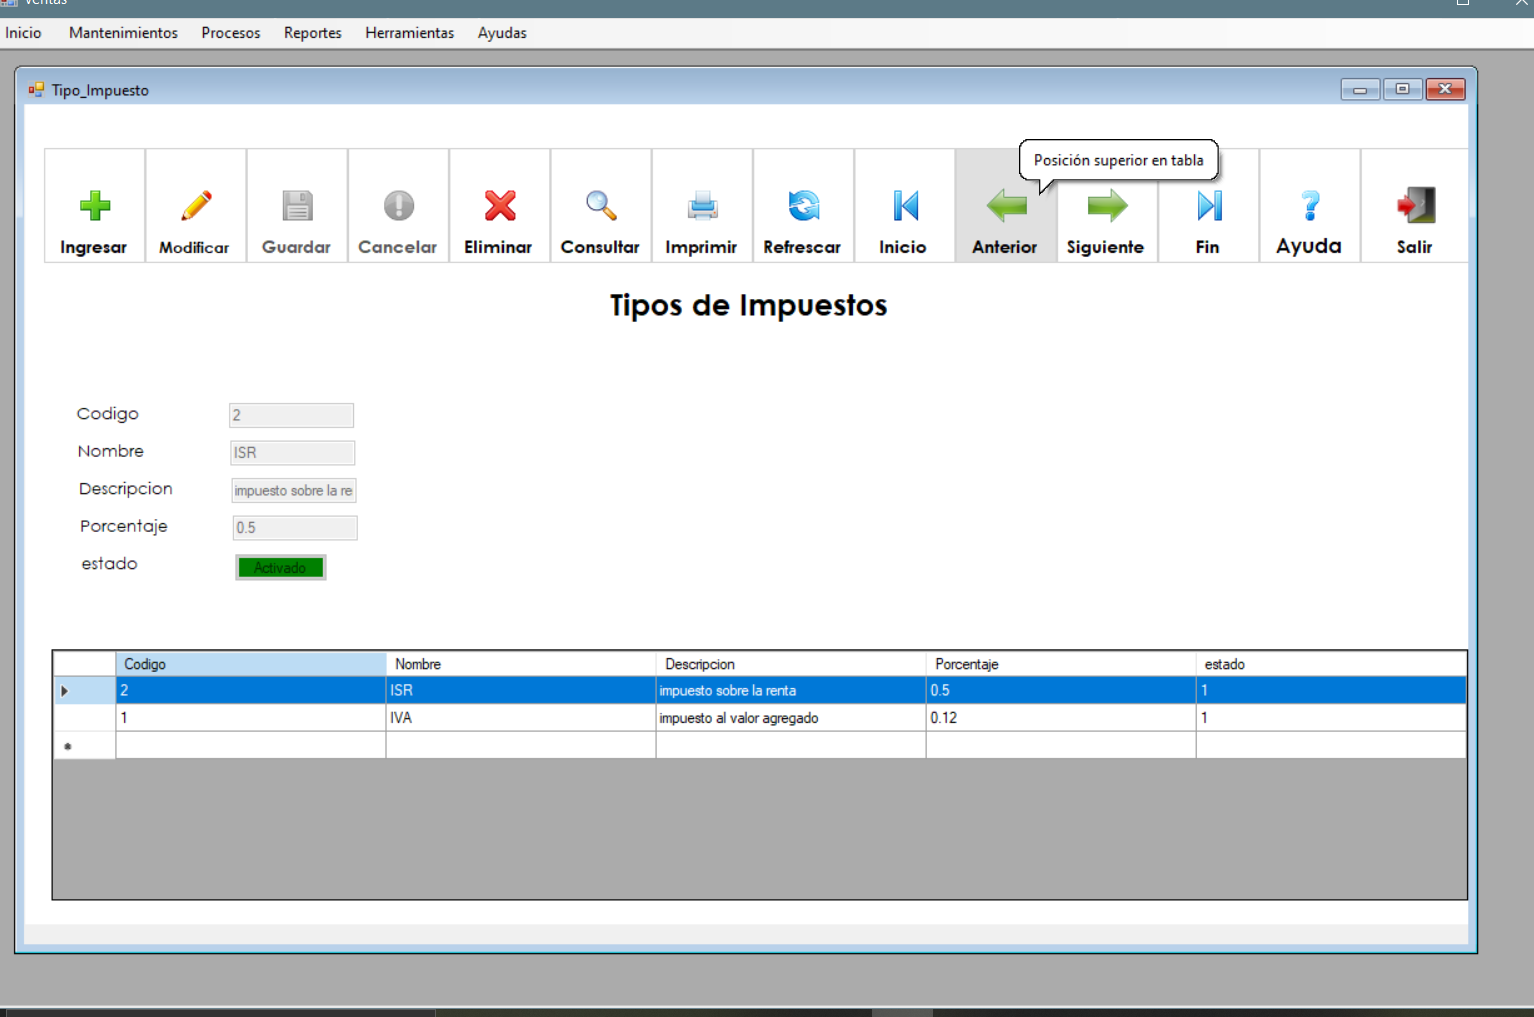 Ventas
Inicio Mantenimientos Procesos Reportes Herramientas Ayudas
Tipo_Impuesto
Posición superior en tabla
Ingresar Modificar Guardar Cancelar Eliminar Consultar Imprimir Refrescar Inicio Anterior Siguiente Fin Ayuda Salir
Tipos de Impuestos
Codigo 2
Nombre ISR
Descripcion impuesto sobre la re
Porcentaje 0.5
estado Activado
Codigo Nombre Descripcion Porcentaje estado
2 ISR impuesto sobre la renta 0.5 1
1 IVA impuesto al valor agregado 0.12 1